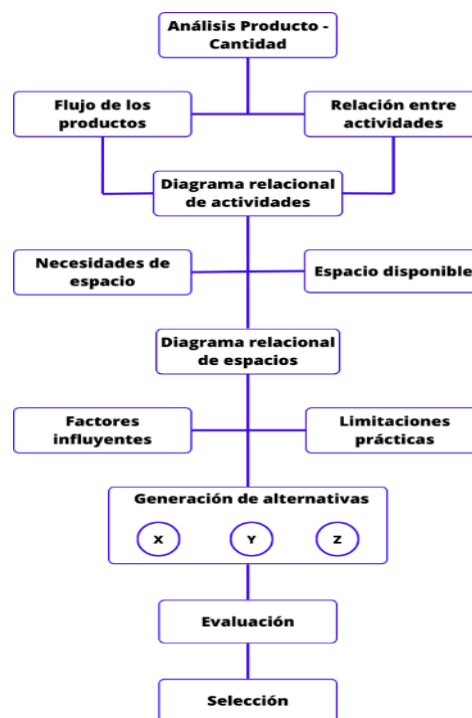 Análisis Producto -
Cantidad
Flujo de los
productos
Relación entre
actividades
Diagrama relacional
de actividades
Necesidades de
espacio
Espacio disponible
Diagrama relacional
de espacios
Factores
influyentes
Limitaciones
prácticas
Generación de alternativas
X
Y
Z
Evaluación
Selección